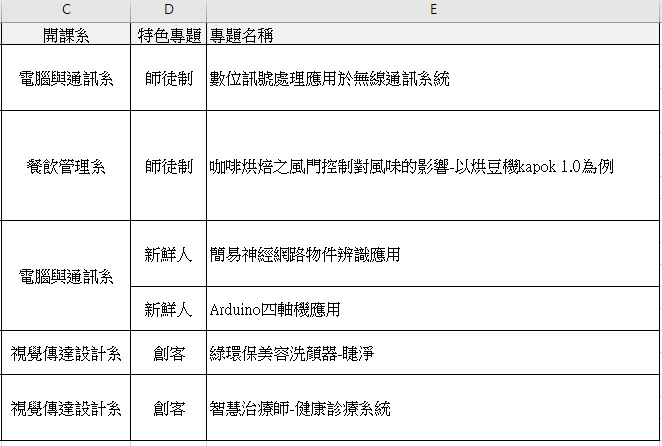 C D E
開課系 特色專題 專題名稱
電腦與通訊系 師徒制 數位訊號處理應用於無線通訊系統
餐飲管理系 師徒制 咖啡烘焙之風門控制對風味的影響-以烘豆機kapok 1.0為例
電腦與通訊系 新鮮人 簡易神經網路物件辨識應用
新鮮人 Arduino四軸機應用
視覺傳達設計系 創客 綠環保美容洗顏器-睫淨
視覺傳達設計系 創客 智慧治療師-健康診療系統